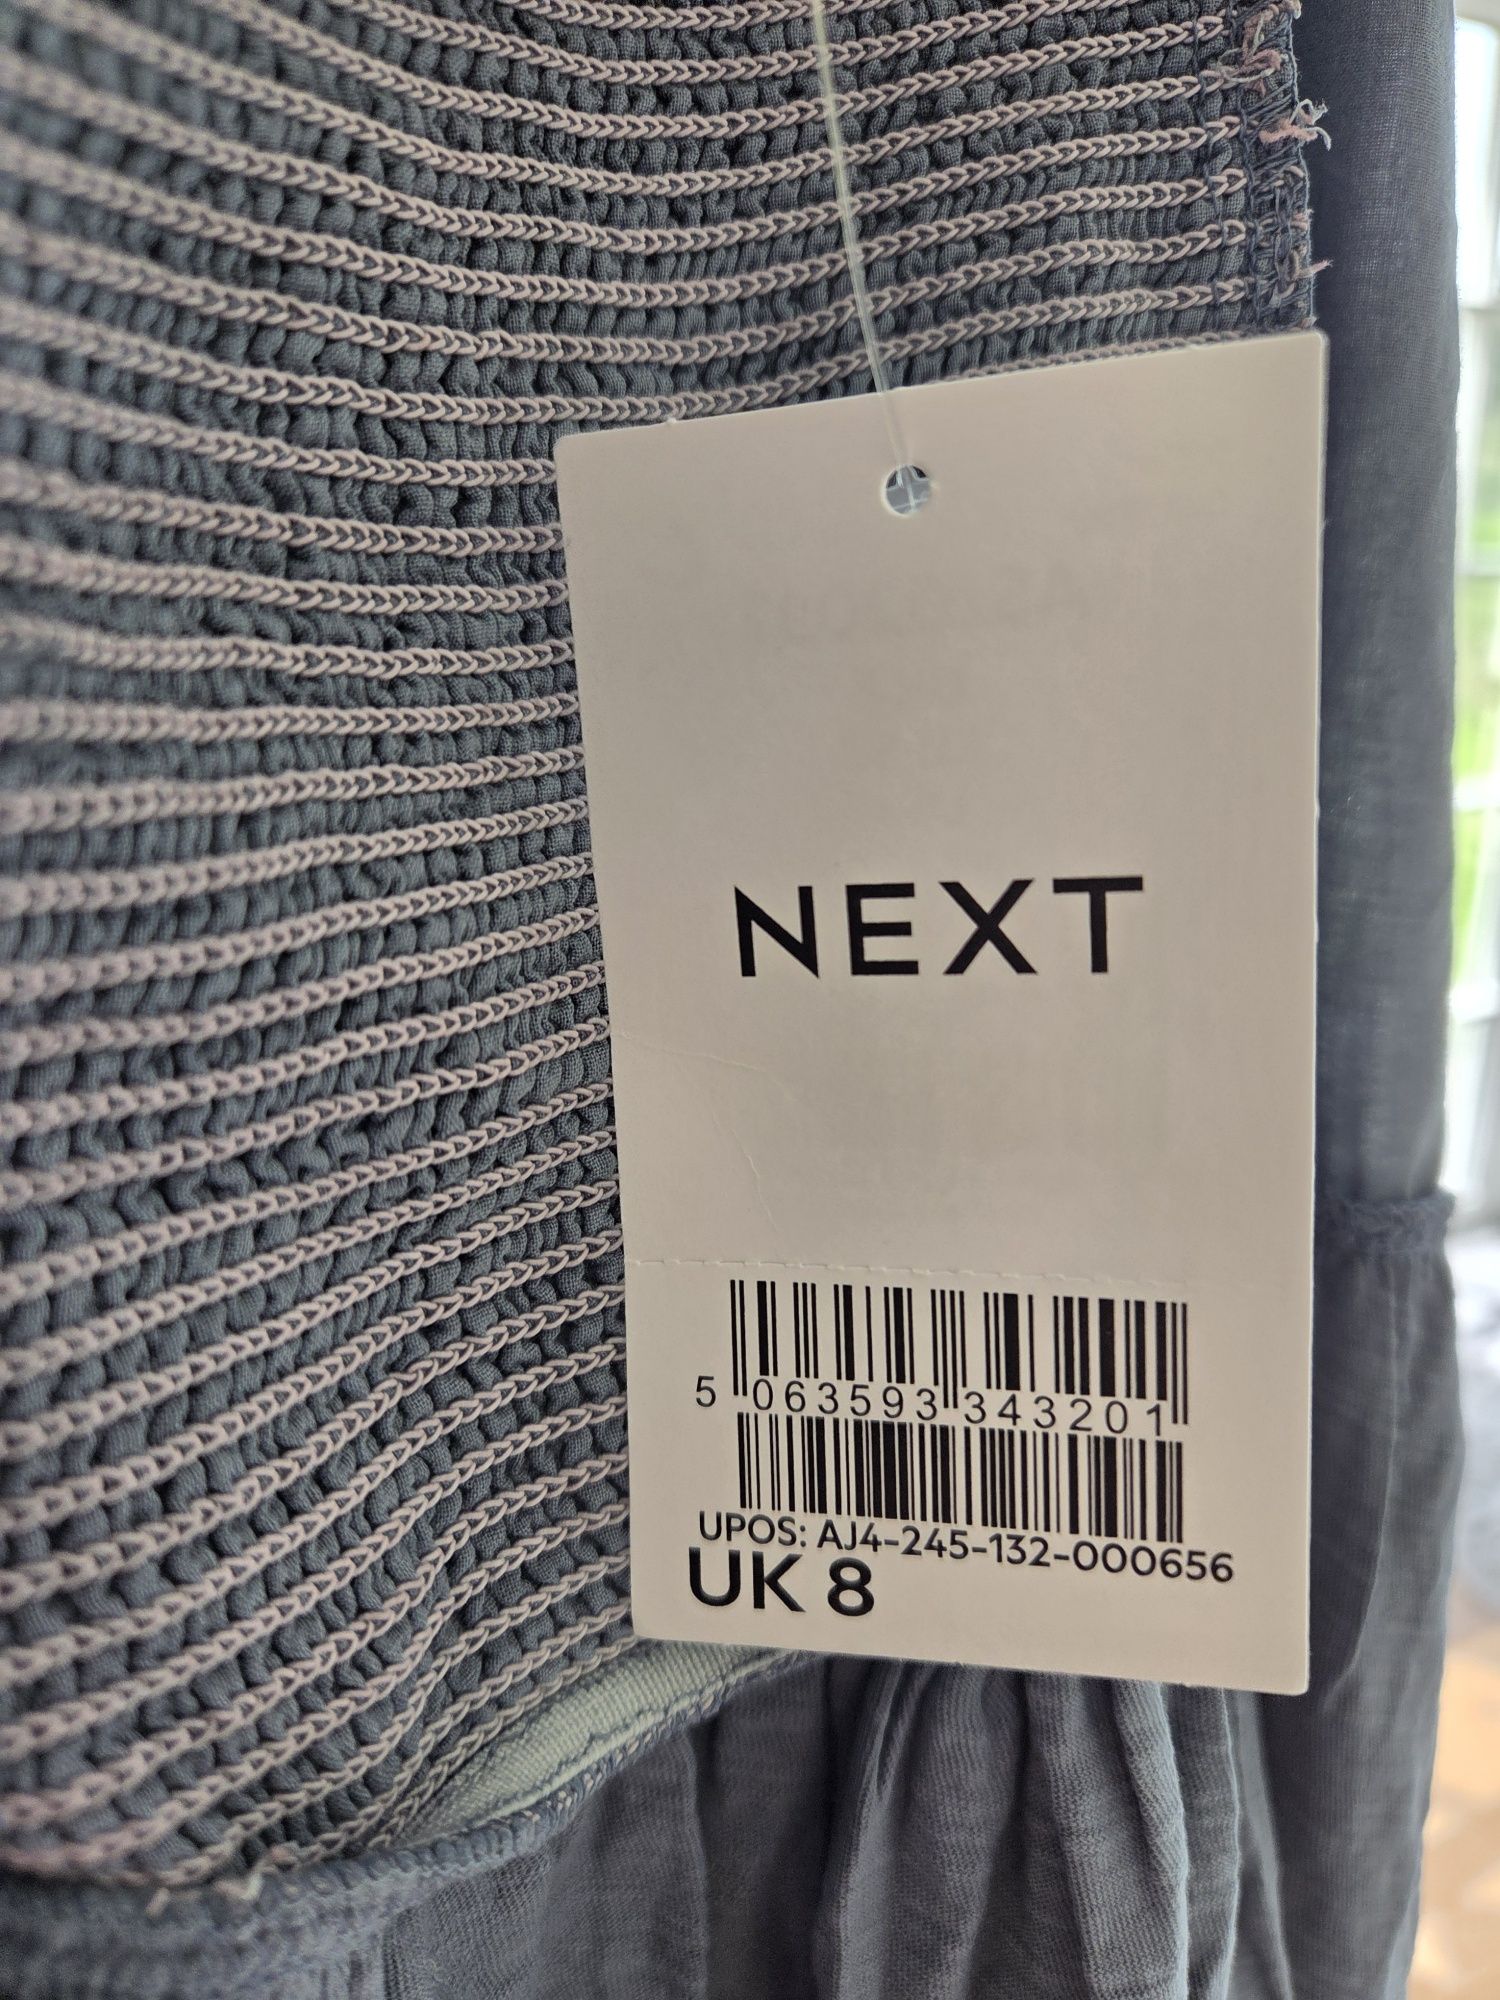 NEXT
5 063593 343201
UPOS: AJ4-245-132-000656
UK 8